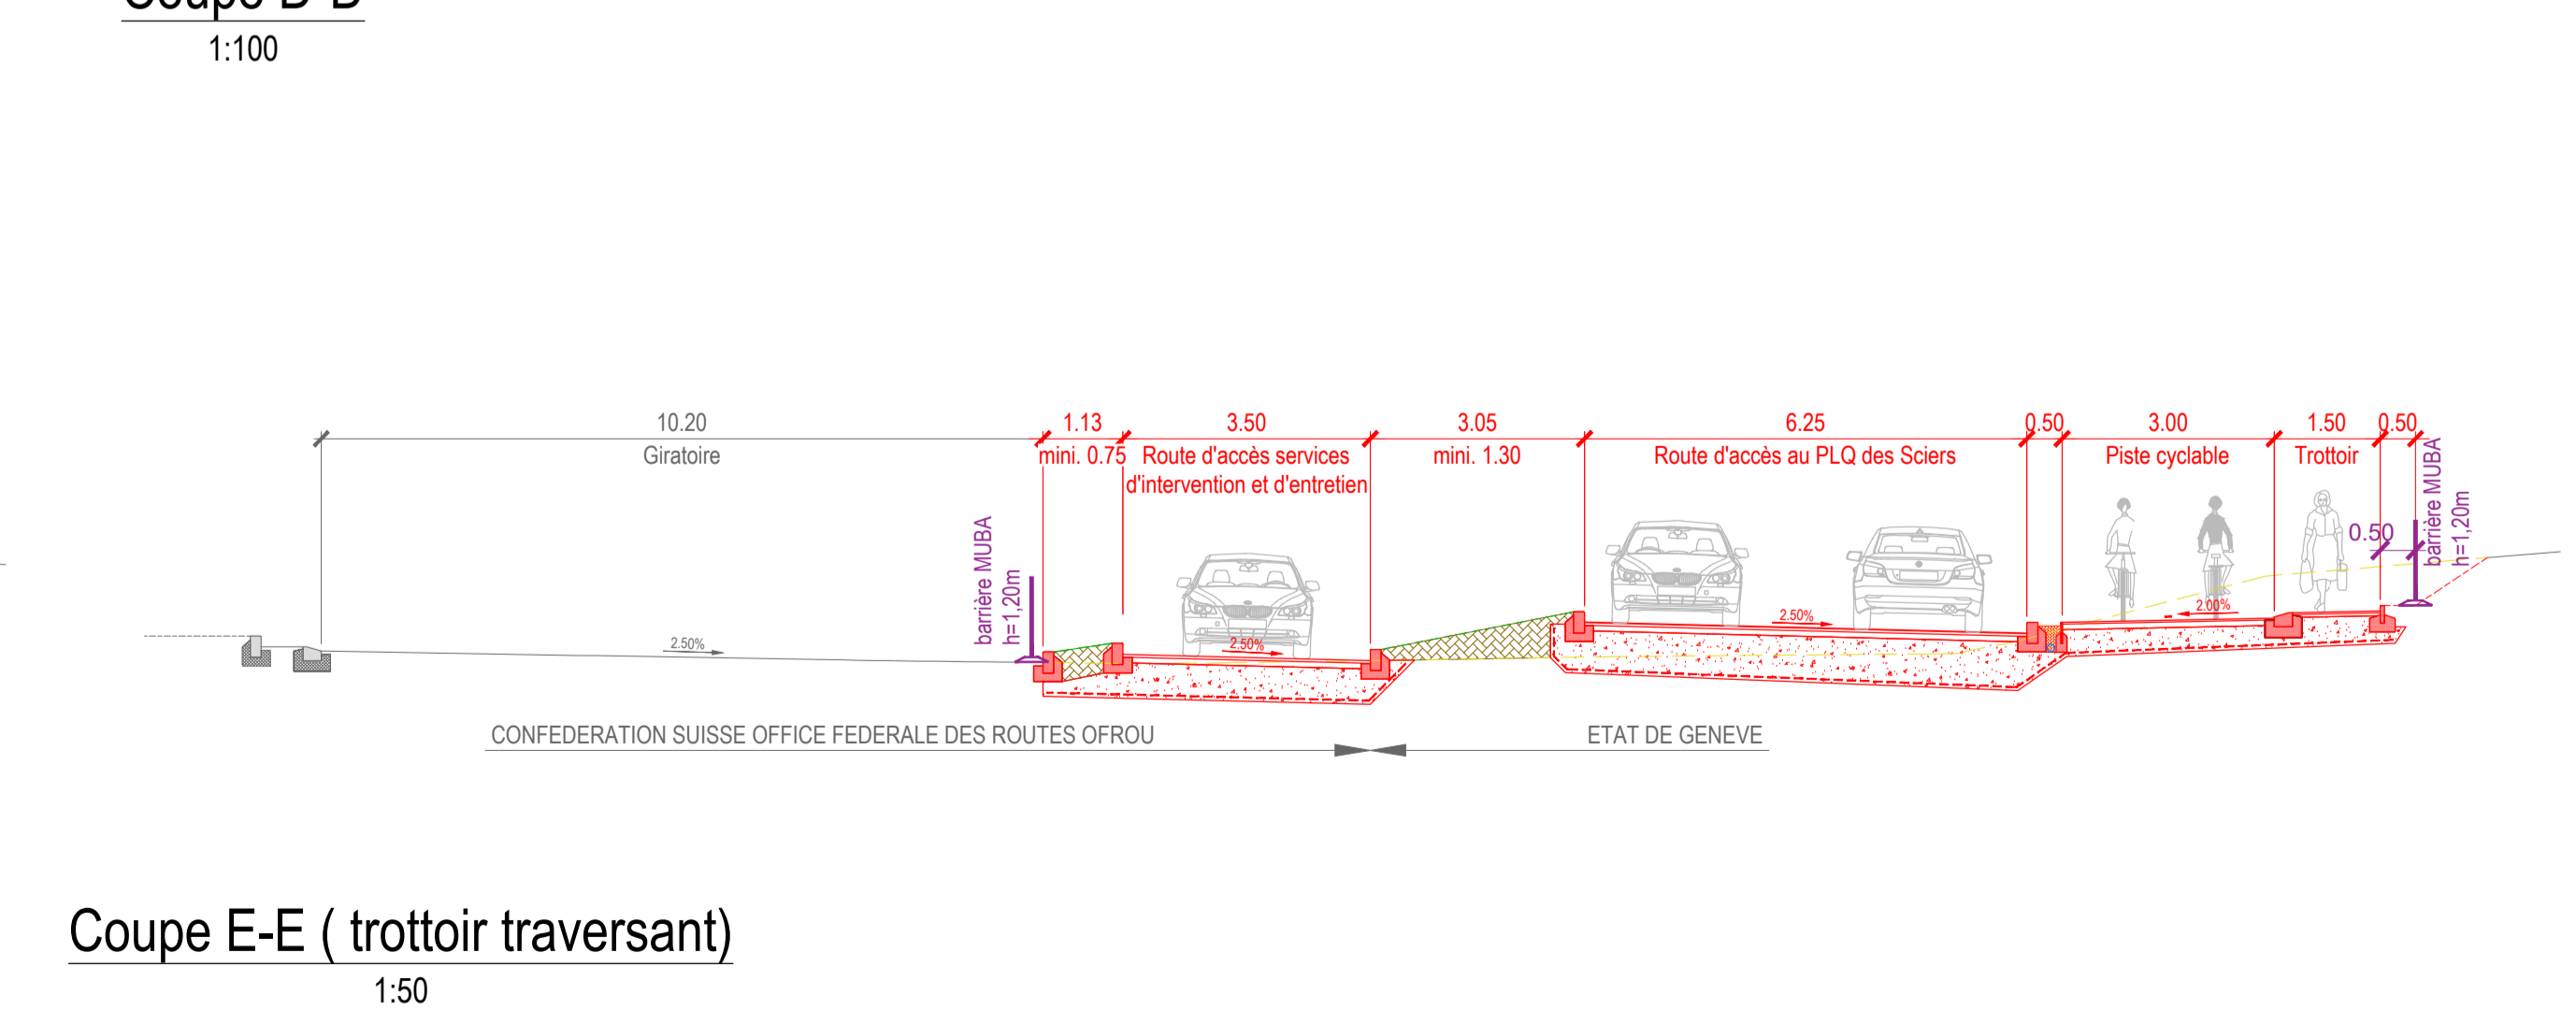 Coupe D-D
1:100
10.20
1.13
3.50
3.05
6.25
0.50
3.00
1.50
0.50
Giratoire
mini. 0.75
Route d'accès services
d'intervention et d'entretien
mini. 1.30
Route d'accès au PLQ des Sciers
Piste cyclable
Trottoir
barrière MUBA
h=1,20m
barrière MUBA
h=1,20m
0.50
2.50%
2.50%
2.50%
2.00%
CONFEDERATION SUISSE OFFICE FEDERALE DES ROUTES OFROU
ETAT DE GENEVE
Coupe E-E ( trottoir traversant)
1:50